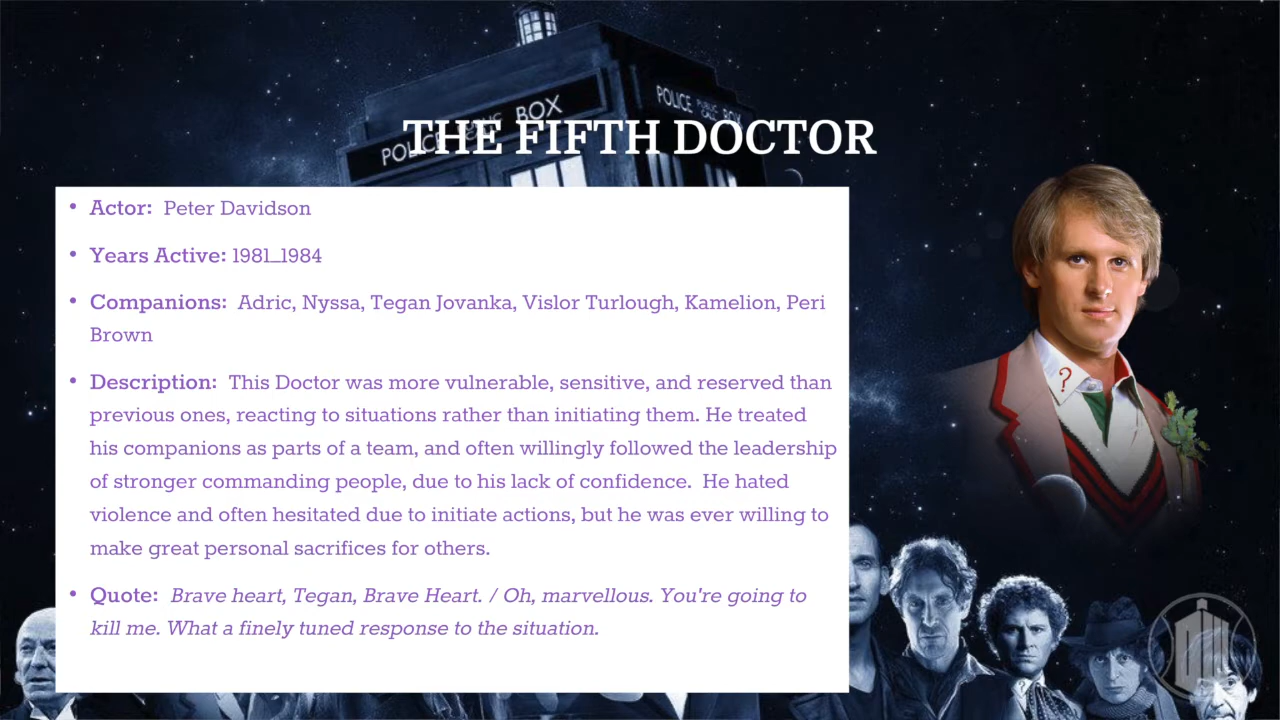 POLICE PUBLIC BOX
POLICE PUBLIC CALL BOX
THE FIFTH DOCTOR
• Actor: Peter Davidson
• Years Active: 1981_1984
• Companions: Adric, Nyssa, Tegan Jovanka, Vislor Turlough, Kamelion, Peri
Brown
• Description: This Doctor was more vulnerable, sensitive, and reserved than
previous ones, reacting to situations rather than initiating them. He treated
his companions as parts of a team, and often willingly followed the leadership
of stronger commanding people, due to his lack of confidence. He hated
violence and often hesitated due to initiate actions, but he was ever willing to
make great personal sacrifices for others.
• Quote: Brave heart, Tegan, Brave Heart. / Oh, marvellous. You're going to
kill me. What a finely tuned response to the situation.
?
DW